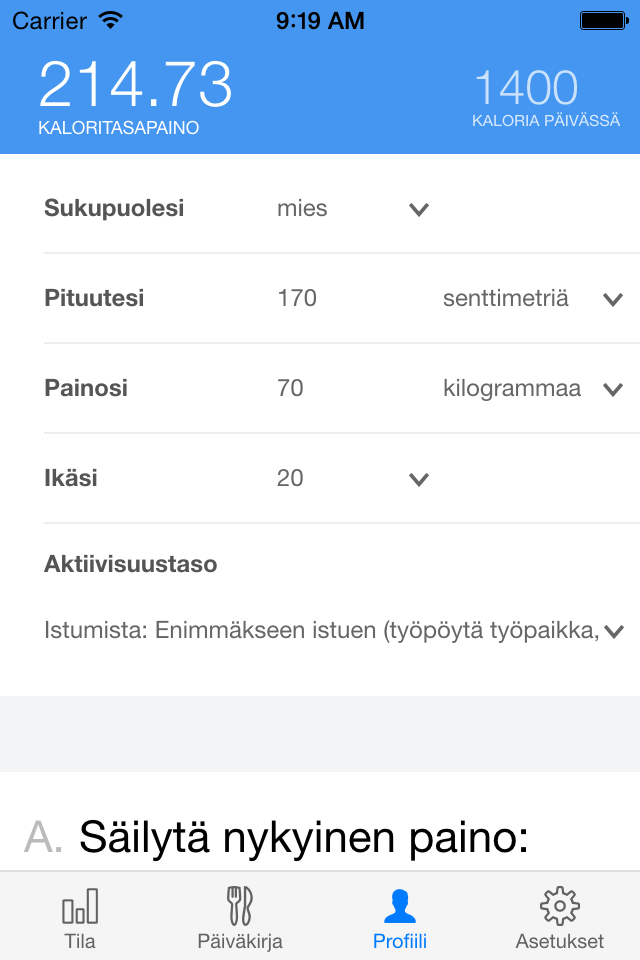 Carrier 9:19 AM
214.73 1400
KALORITASAPAINO KALORIA PÄIVÄSSÄ
Sukupuolesi mies
Pituutesi 170 senttimetriä
Painosi 70 kilogrammaa
Ikäsi 20
Aktiivisuustaso
Istumista: Enimmäkseen istuen (työpöytä työpaikka,
A. Säilytä nykyinen paino:
Tila Päiväkirja Profiili Asetukset